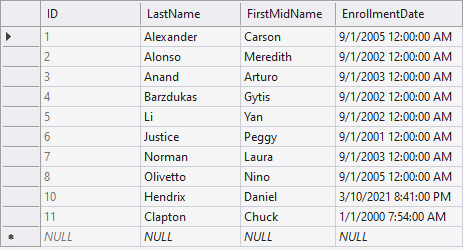 ID LastName FirstMidName EnrollmentDate
1 Alexander Carson 9/1/2005 12:00:00 AM
2 Alonso Meredith 9/1/2002 12:00:00 AM
3 Anand Arturo 9/1/2003 12:00:00 AM
4 Barzdukas Gytis 9/1/2002 12:00:00 AM
5 Li Yan 9/1/2002 12:00:00 AM
6 Justice Peggy 9/1/2001 12:00:00 AM
7 Norman Laura 9/1/2003 12:00:00 AM
8 Olivetto Nino 9/1/2005 12:00:00 AM
10 Hendrix Daniel 3/10/2021 8:41:00 PM
11 Clapton Chuck 1/1/2000 7:54:00 AM
NULL NULL NULL NULL